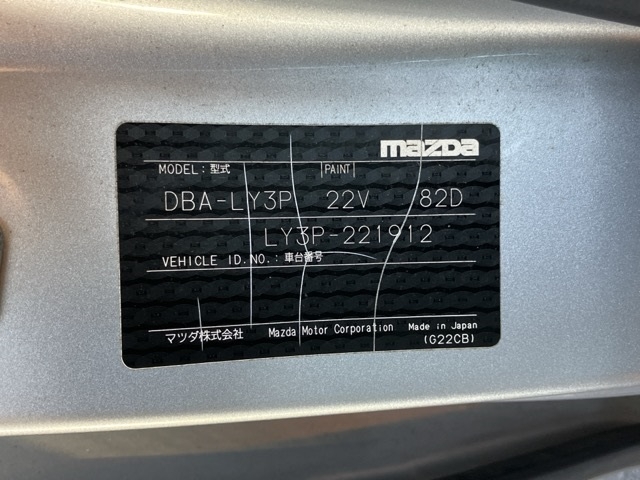 mazda
MODEL:型式 PAINT
DBA-LY3P 22V 82D
LY3P-221912
VEHICLE ID.NO.:車台番号
マツダ株式会社 Mazda Motor Corporation Made in Japan
(G22CB)